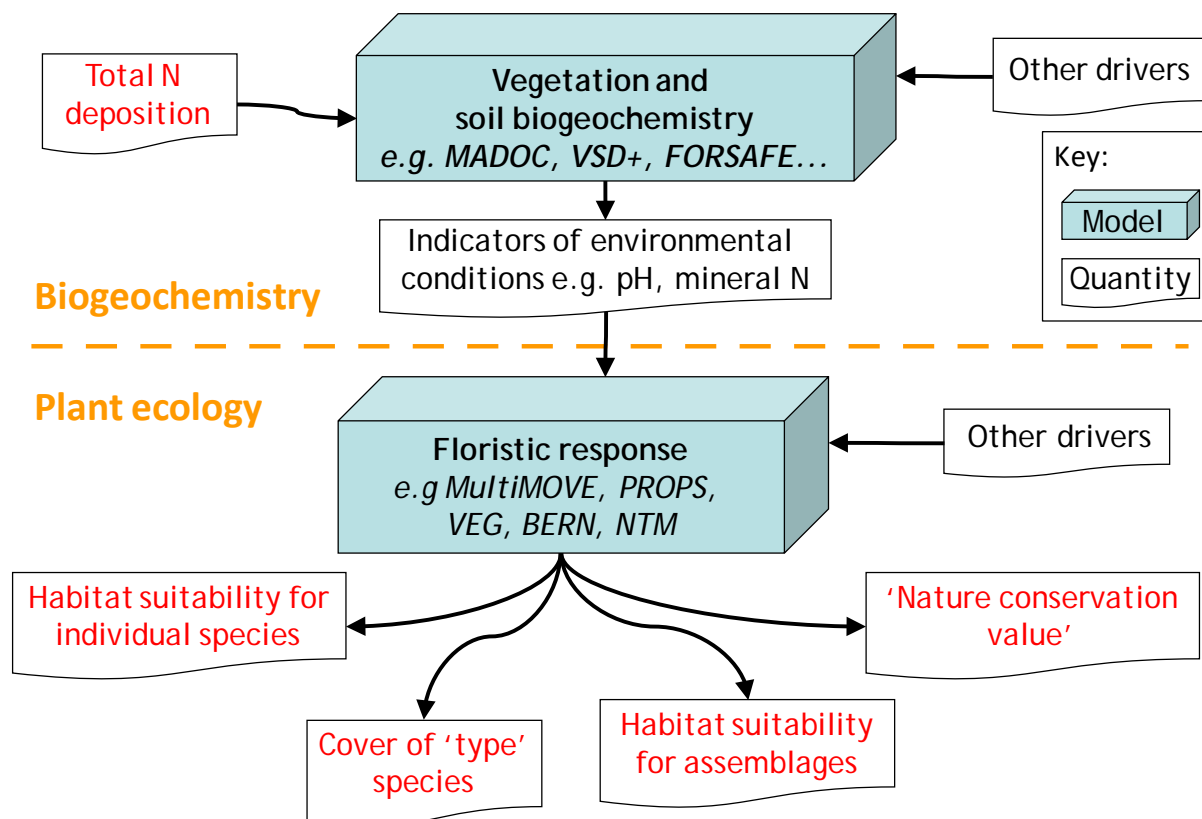 Total N
deposition
Vegetation and
soil biogeochemistry
e.g. MADOC, VSD+, FORSAFE...
Other drivers
Key:
Model
Quantity
Indicators of environmental
conditions e.g. pH, mineral N
Biogeochemistry
Plant ecology
Floristic response
e.g MultiMOVE, PROPS,
VEG, BERN, NTM
Other drivers
Habitat suitability for
individual species
Cover of ‘type’
species
Habitat suitability
for assemblages
‘Nature conservation
value’